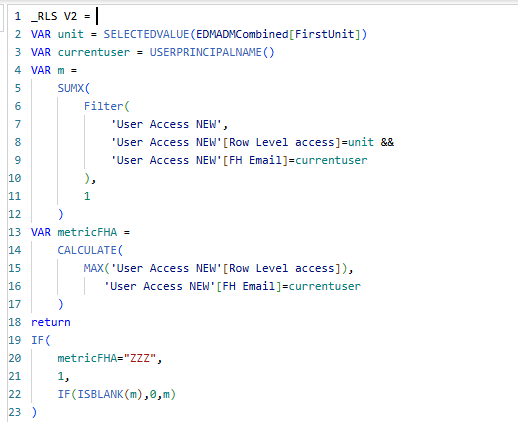 1 _RLS V2 =
2 VAR unit = SELECTEDVALUE(EDMADMCombined[FirstUnit])
3 VAR currentuser = USERPRINCIPALNAME()
4 VAR m =
5 SUMX(
6 Filter(
7 'User Access NEW',
8 'User Access NEW'[Row Level access]=unit &&
9 'User Access NEW'[FH Email]=currentuser
10 ),
11 1
12 )
13 VAR metricFHA =
14 CALCULATE(
15 MAX('User Access NEW'[Row Level access]),
16 'User Access NEW'[FH Email]=currentuser
17 )
18 return
19 IF(
20 metricFHA="ZZZ",
21 1,
22 IF(ISBLANK(m),0,m)
23 )